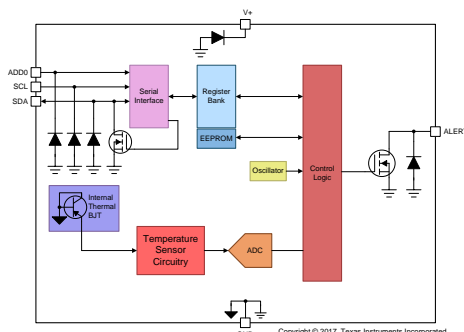 V+
ADD0
SCL
SDA
Serial
Interface
Register
Bank
EEPROM
Oscillator
Control
Logic
ALERT
Internal
Thermal
BJT
Temperature
Sensor
Circuitry
ADC
Copyright © 2017, Texas Instruments Incorporated